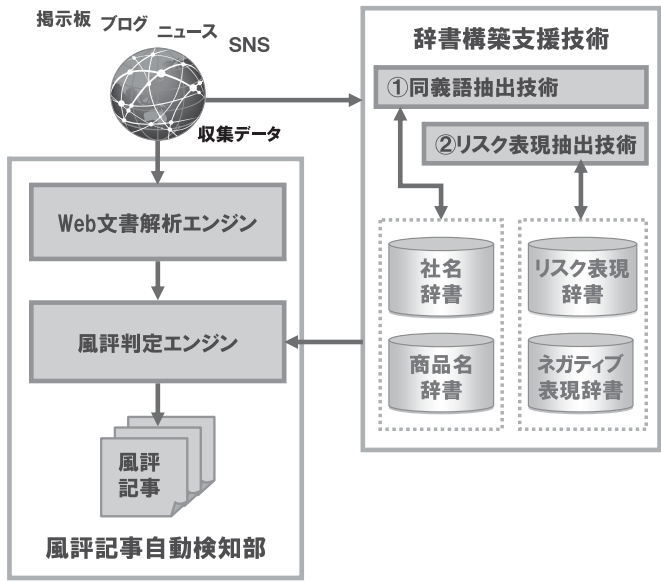 掲示板
ブログ
ニュース
SNS
収集データ
Web文書解析エンジン
風評判定エンジン
風評
記事
風評記事自動検知部
辞書構築支援技術
①同義語抽出技術
②リスク表現抽出技術
社名
辞書
リスク表現
辞書
商品名
辞書
ネガティブ
表現辞書